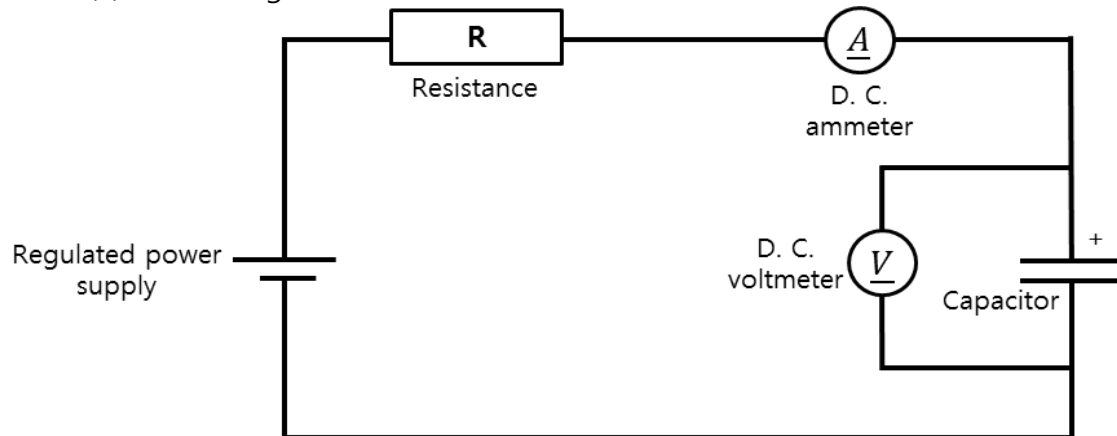 R
Resistance
A
D. C.
ammeter
Regulated power
supply
D. C.
voltmeter
V
+
Capacitor